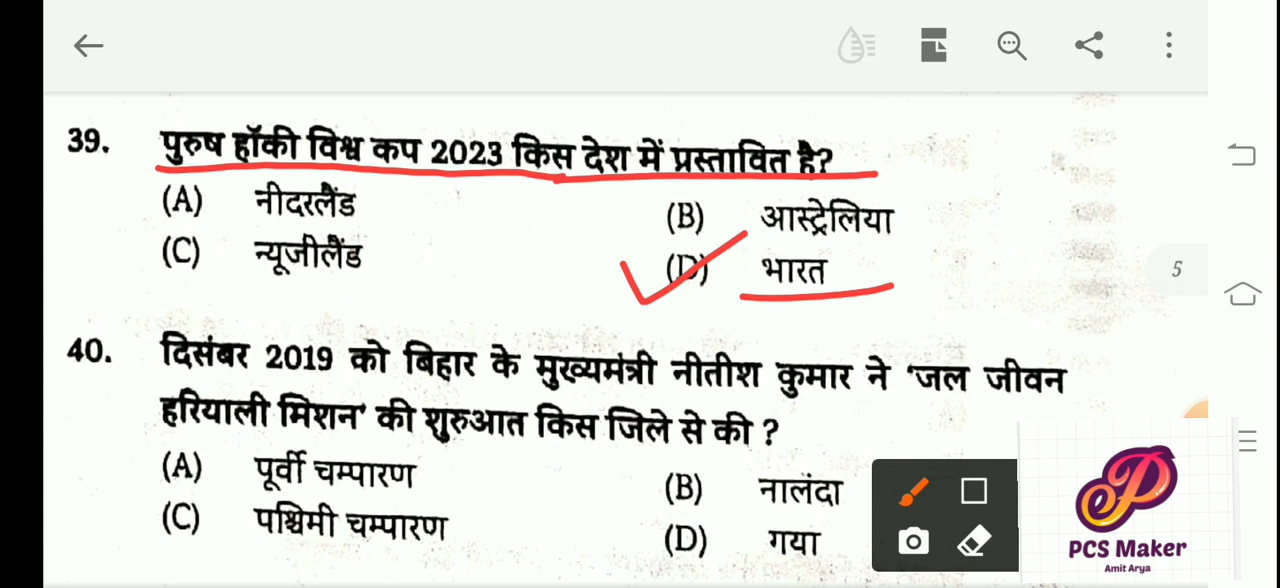 39. पुरुष हॉकी विश्व कप 2023 किस देश में प्रस्तावित है?
(A) नीदरलैंड (B) आस्ट्रेलिया
(C) न्यूजीलैंड (D) भारत
5
40. दिसंबर 2019 को बिहार के मुख्यमंत्री नीतीश कुमार ने 'जल जीवन
हरियाली मिशन' की शुरुआत किस जिले से की ?
(A) पूर्वी चम्पारण (B) नालंदा
(C) पश्चिमी चम्पारण (D) गया
PCS Maker
Amit Arya